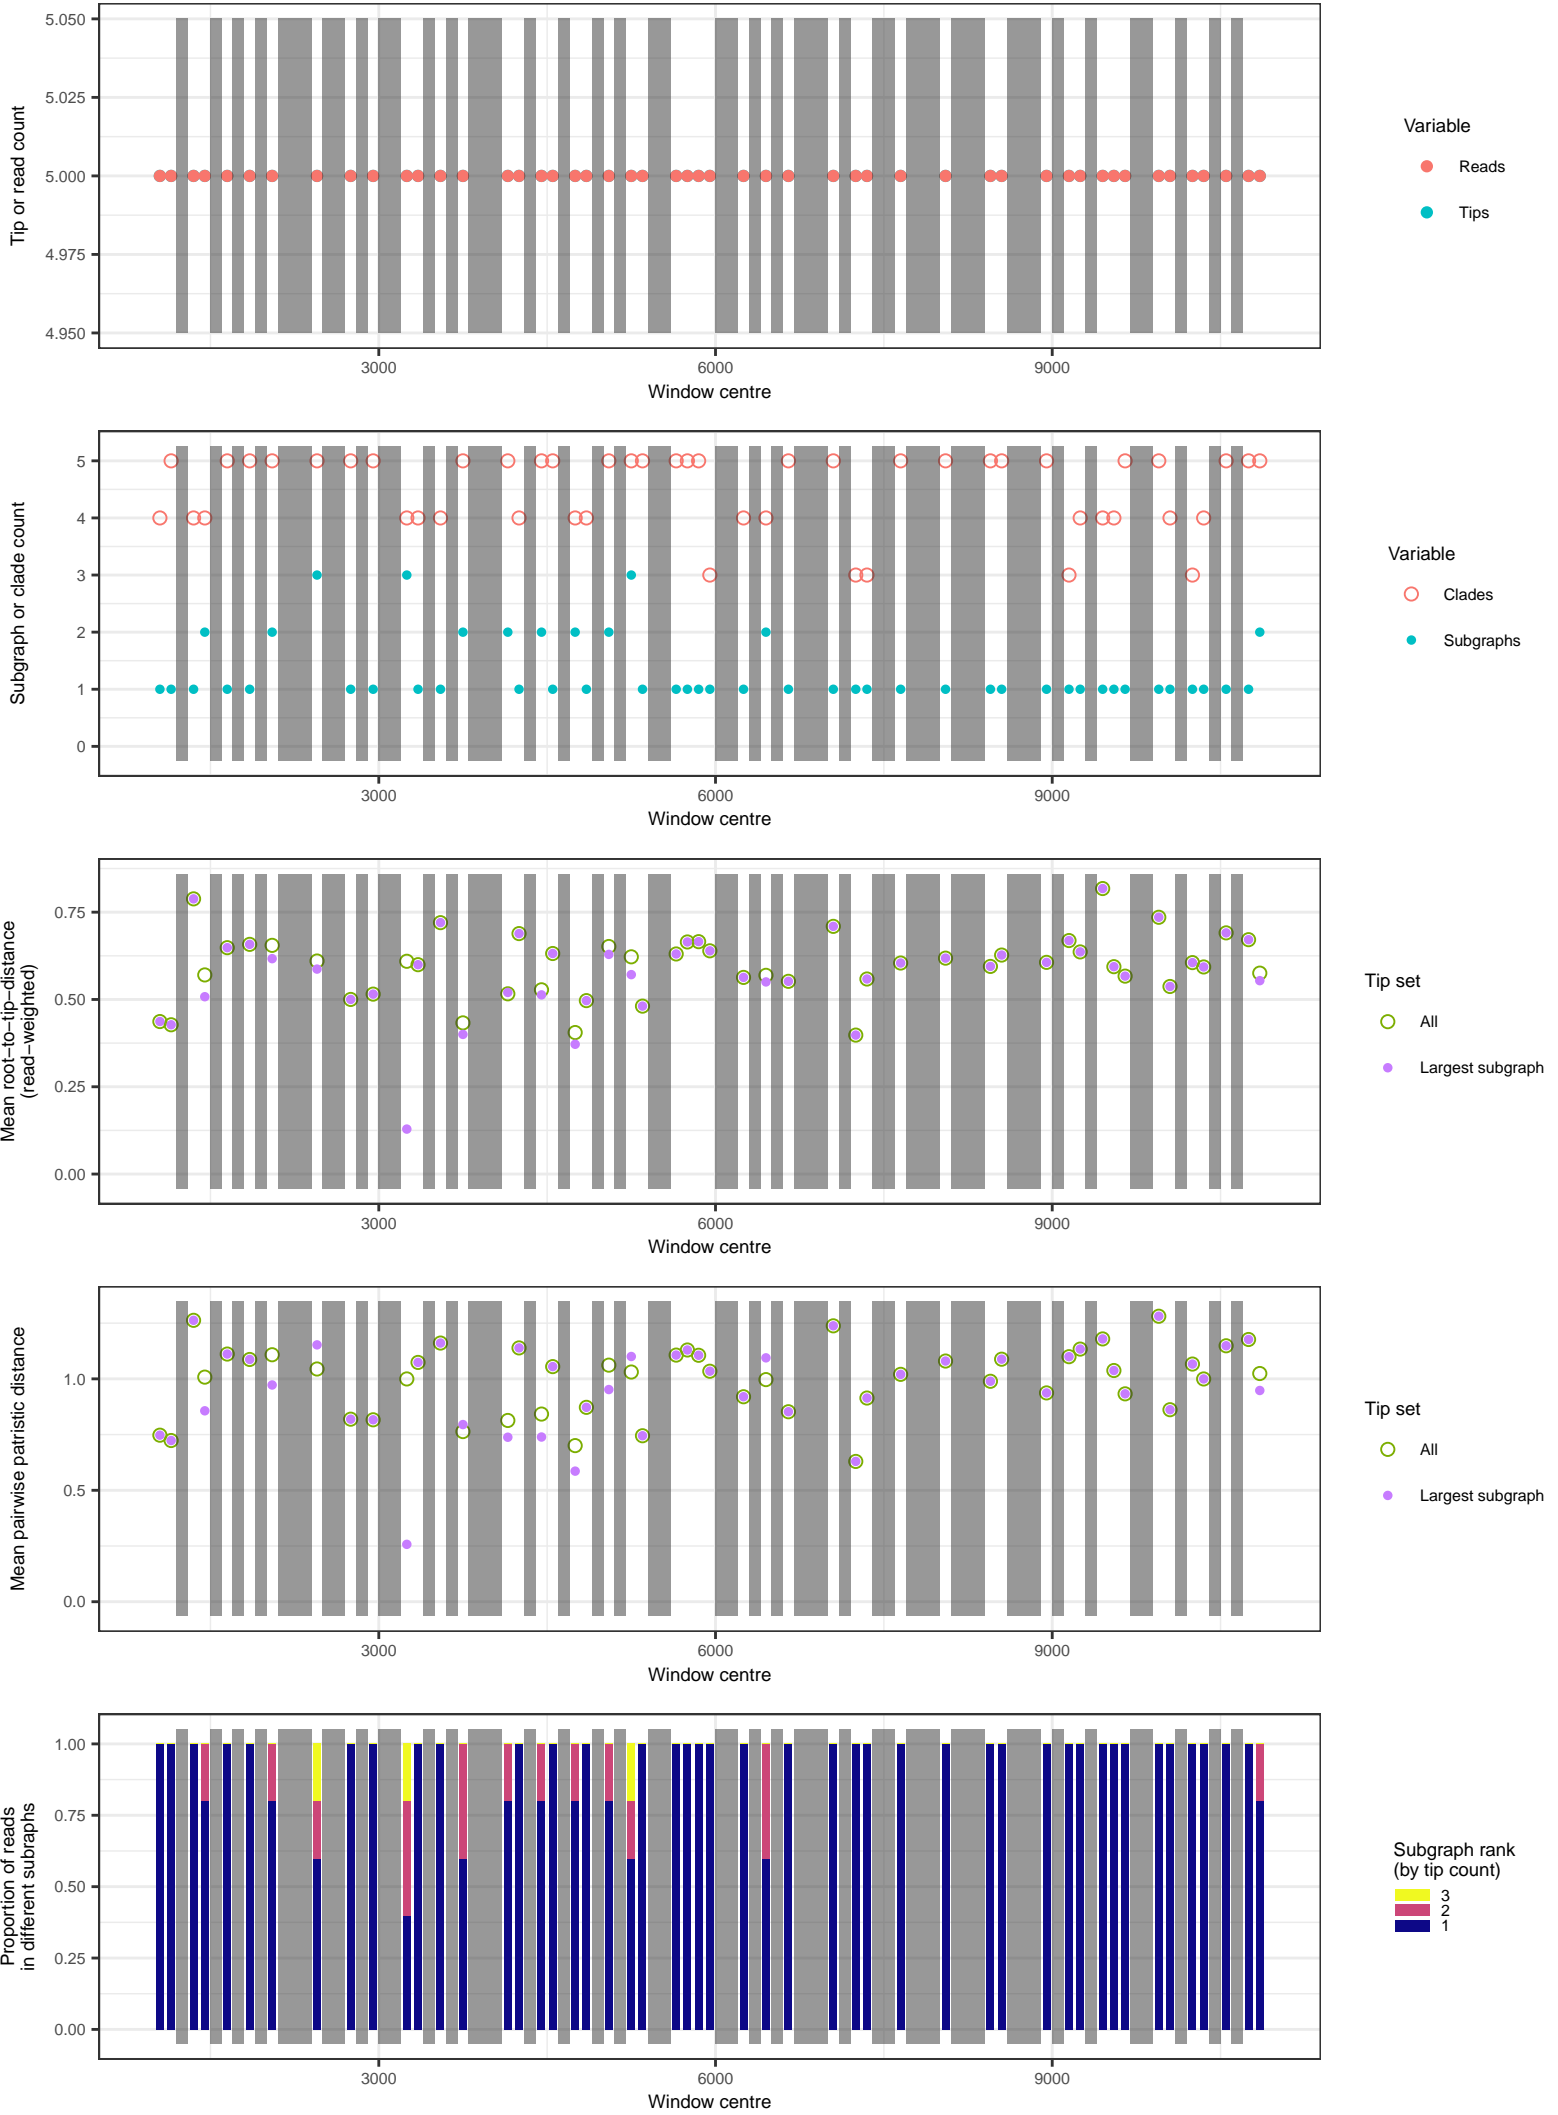 5.050
5.025
5.000
4.975
4.950
Tip or read count
3000
6000
9000
Window centre
Variable
Reads
Tips
5
4
3
2
1
0
Subgraph or clade count
3000
6000
9000
Window centre
Variable
Clades
Subgraphs
0.75
0.50
0.25
0.00
Mean root−to−tip−distance
(read−weighted)
3000
6000
9000
Window centre
Tip set
All
Largest subgraph
1.0
0.5
0.0
Mean pairwise patristic distance
3000
6000
9000
Window centre
Tip set
All
Largest subgraph
1.00
0.75
0.50
0.25
0.00
Proportion of reads
in different subraphs
3000
6000
9000
Window centre
Subgraph rank
(by tip count)
3
2
1